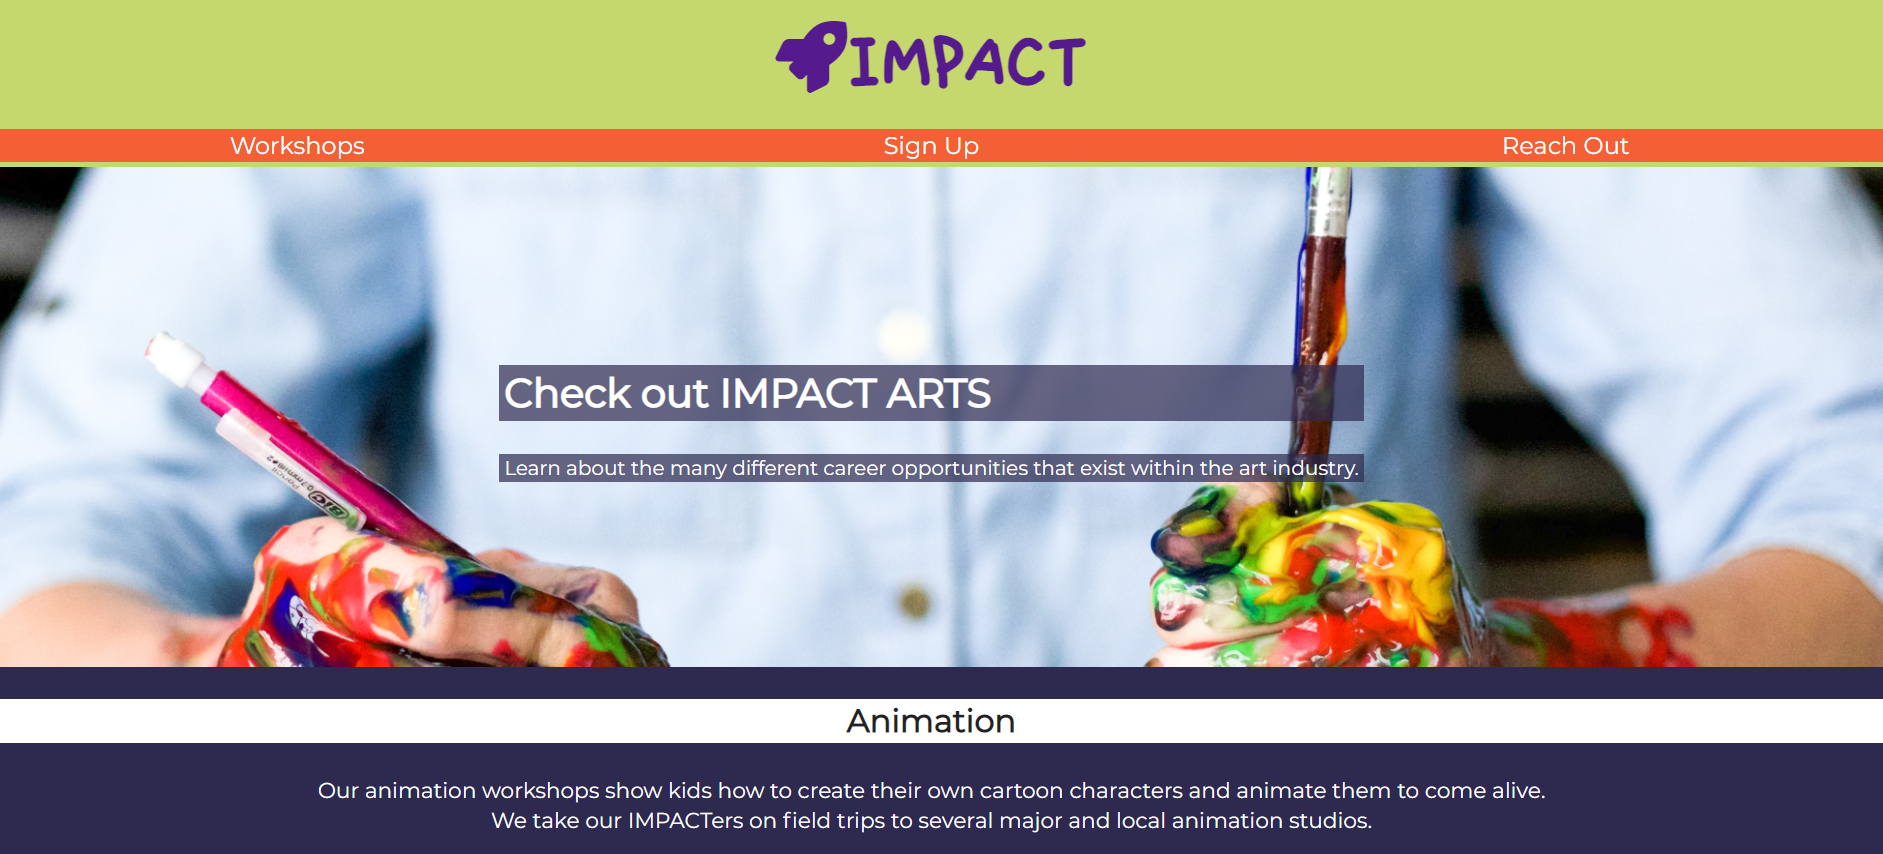 IMPACT
Workshops
Sign Up
Reach Out
Check out IMPACT ARTS
Learn about the many different career opportunities that exist within the art industry.
BIC
Animation
Our animation workshops show kids how to create their own cartoon characters and animate them to come alive.
We take our IMPACTers on field trips to several major and local animation studios.